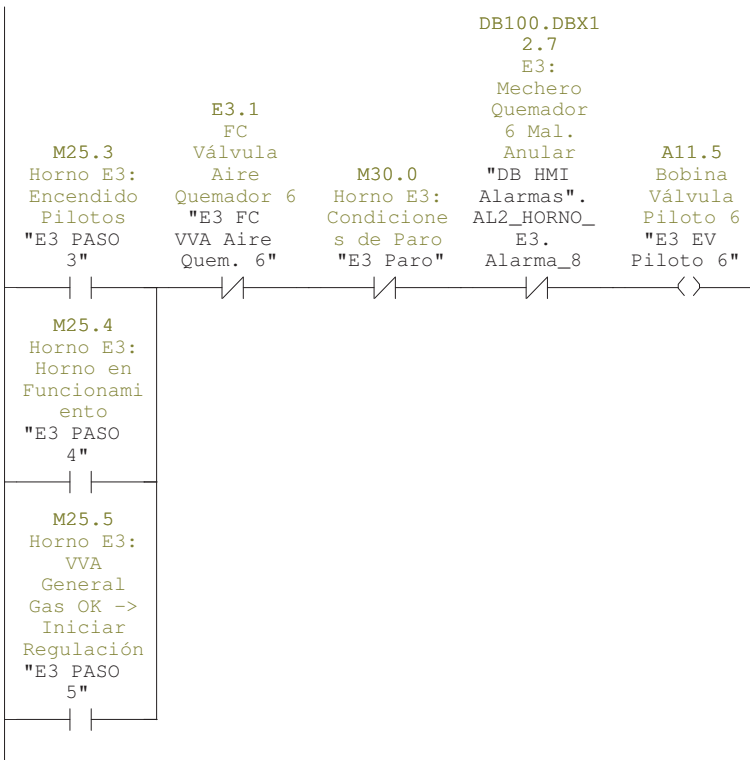 M25.3
Horno E3:
Encendido
Pilotos
"E3 PASO
3"
E3.1
FC
Válvula
Aire
Quemador 6
"E3 FC
VVA Aire
Quem. 6"
M30.0
Horno E3:
Condicione
s de Paro
"E3 Paro"
DB100.DBX1
2.7
E3:
Mechero
Quemador
6 Mal.
Anular
"DB HMI
Alarmas".
AL2_HORNO_
E3.
Alarma_8
A11.5
Bobina
Válvula
Piloto 6
"E3 EV
Piloto 6"
M25.4
Horno E3:
Horno en
Funcionami
ento
"E3 PASO
4"
M25.5
Horno E3:
VVA
General
Gas OK ->
Iniciar
Regulación
"E3 PASO
5"